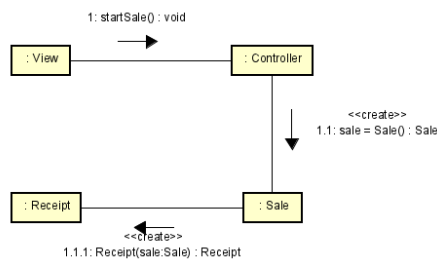 1: startSale() : void
: View
: Controller
<<create>>
1.1: sale = Sale() : Sale
: Receipt
: Sale
<<create>>
1.1.1: Receipt(sale:Sale) : Receipt